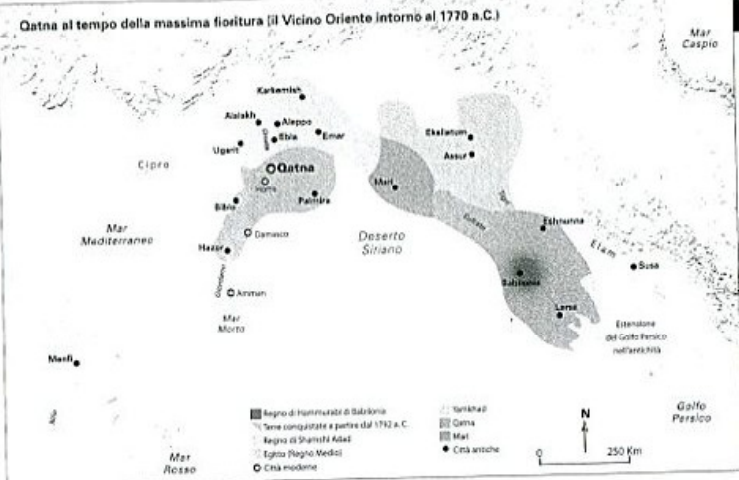 Qatna al tempo della massima fioritura (il Vicino Oriente intorno al 1770 a.C.)
Mar
Caspio
Karkemish
Alalakh
Aleppo
Ebla
Emar
Ugarit
Cipro
Qatna
Homs
Palmira
Biblo
Mar
Mediterraneo
Damasco
Hazor
Giordano
Amman
Mar
Morto
Ekallatum
Assur
Mari
Eufrate
Deserto
Siriano
Eshnunna
Elam
Susa
Babilonia
Larsa
Estensione
del Golfo Persico
nell'antichità
Menfi
Nilo
Mar
Rosso
Golfo
Persico
Regno di Hammurabi di Babilonia
Terre conquistate a partire dal 1792 a.C.
Regno di Shamshi Adad
Egitto (Regno Medio)
Città moderne
Yamkhad
Qatna
Mari
Città antiche
N
0 250 Km